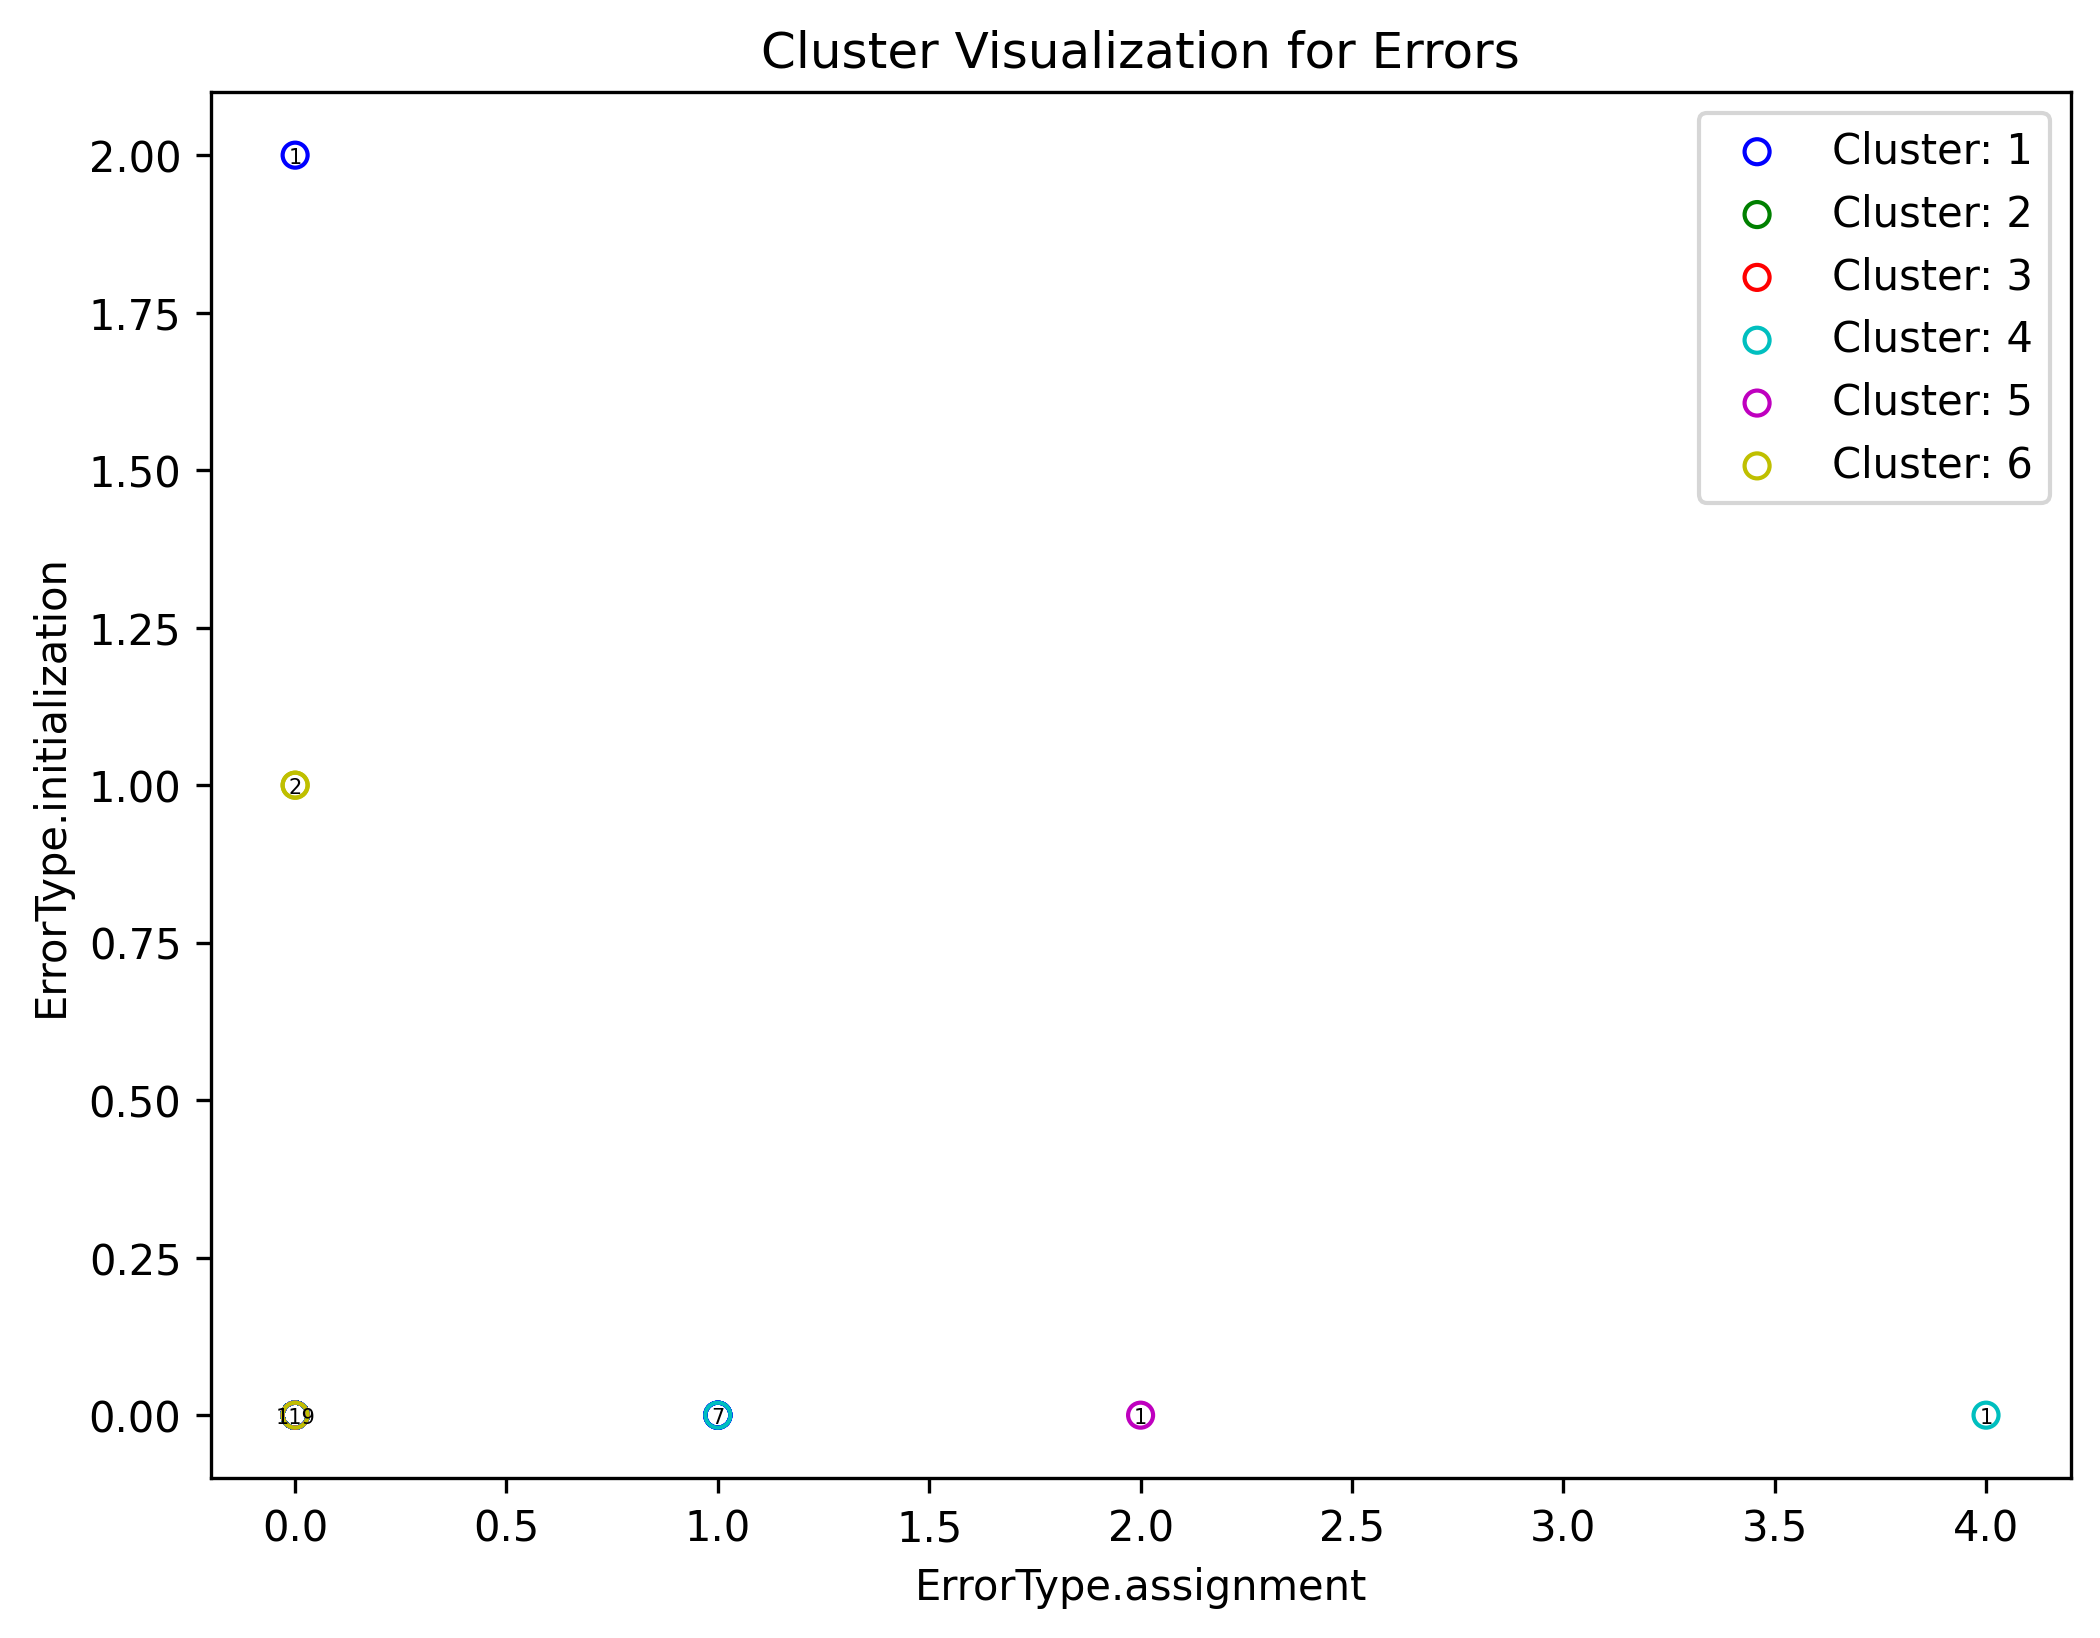 Cluster Visualization for Errors
2.00
1.75
1.50
1.25
1.00
0.75
0.50
0.25
0.00
ErrorType.initialization
1
2
119
7
1
1
Cluster: 1
Cluster: 2
Cluster: 3
Cluster: 4
Cluster: 5
Cluster: 6
0.0 0.5 1.0 1.5 2.0 2.5 3.0 3.5 4.0
ErrorType.assignment